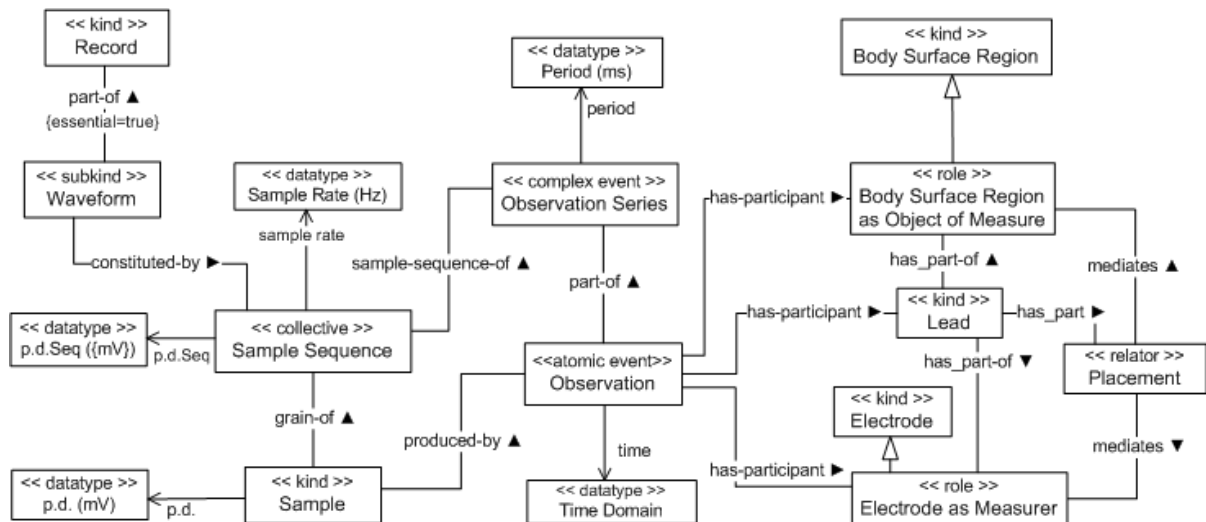 << kind >>
Record
part-of ▲
{essential=true}
<< subkind >>
Waveform
constituted-by ►
<< datatype >>
Sample Rate (Hz)
sample rate
<< datatype >>
p.d.Seq ({mV})
p.d.Seq
<< collective >>
Sample Sequence
grain-of ▲
<< datatype >>
p.d. (mV)
p.d.
<< kind >>
Sample
<< datatype >>
Period (ms)
period
<< complex event >>
Observation Series
sample-sequence-of ▲
part-of ▲
<<atomic event>>
Observation
produced-by ▲
time
<< datatype >>
Time Domain
<< kind >>
Body Surface Region
has-participant ►
<< role >>
Body Surface Region
as Object of Measure
has_part-of ▲
mediates ▲
has-participant ►
<< kind >>
Lead
has_part ►
has_part-of ▼
<< relator >>
Placement
<< kind >>
Electrode
mediates ▼
has-participant ►
<< role >>
Electrode as Measurer